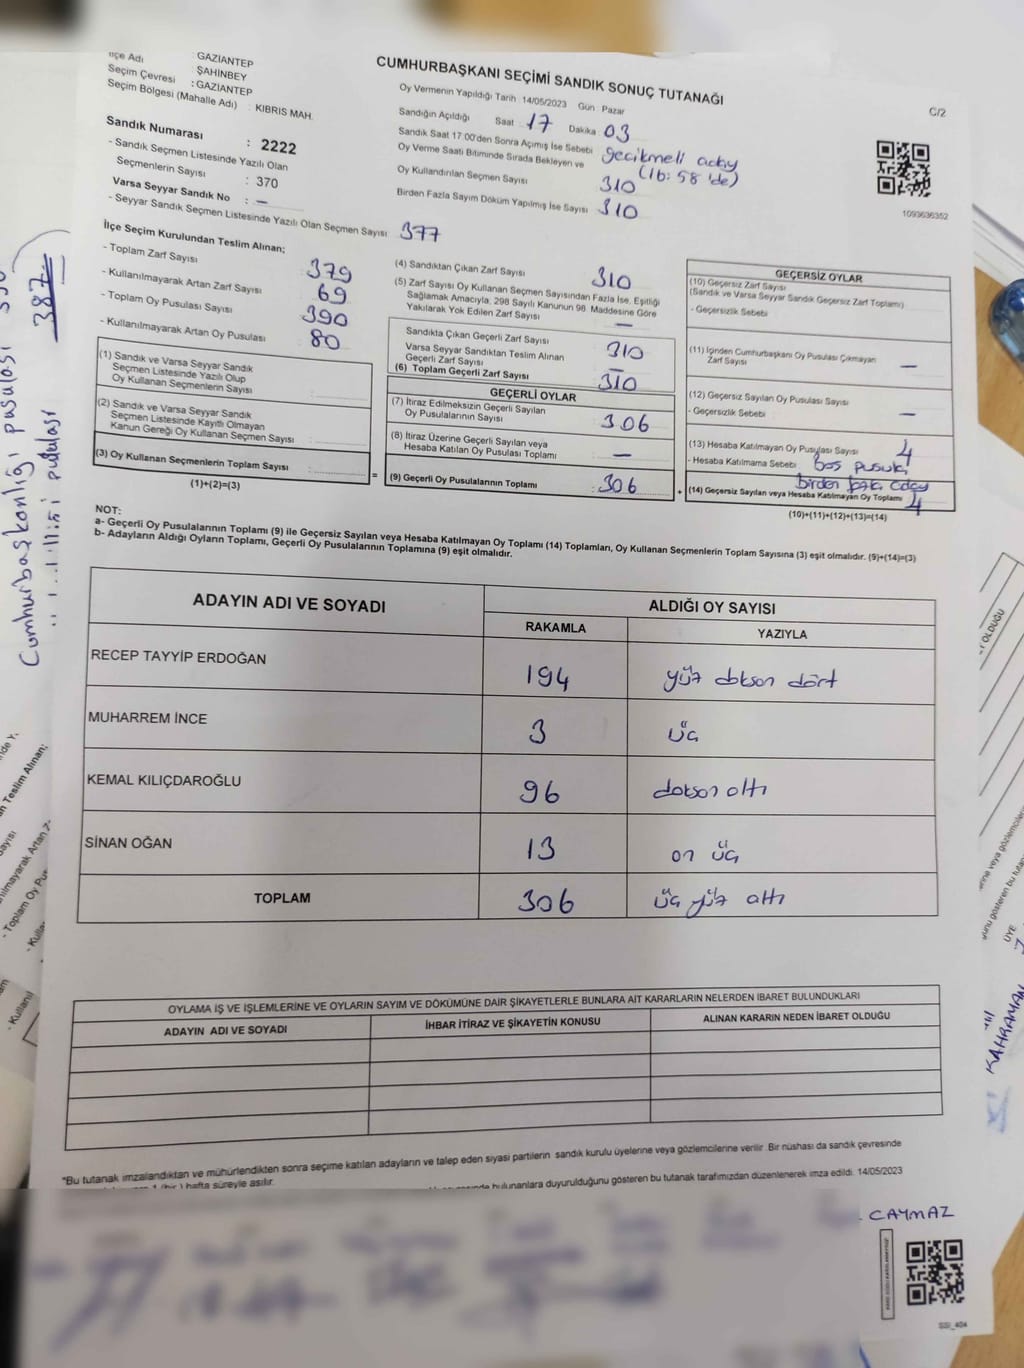 CUMHURBAŞKANI SEÇİMİ SANDIK SONUÇ TUTANAĞI
C/2
İlçe Adı
: GAZİANTEP
: ŞAHİNBEY
Seçim Çevresi : GAZİANTEP
Seçim Bölgesi (Mahalle Adı) : KIBRIS MAH.
Sandık Numarası : 2222
- Sandık Seçmen Listesinde Yazılı Olan
Seçmenlerin Sayısı : 370
Varsa Seyyar Sandık No : —
- Seyyar Sandık Seçmen Listesinde Yazılı Olan Seçmen Sayısı 377
Oy Vermenin Yapıldığı Tarih 14/05/2023 Gün : Pazar
Sandığın Açıldığı Saat 17 Dakika 03
Sandık Saat 17:00'den Sonra Açımış İse Sebebi gecikmeli
Oy Verme Saati Bitiminde Sırada Bekleyen ve (16:58'de)
Oy Kullandırılan Seçmen Sayısı 310
Birden Fazla Sayım Döküm Yapılmış İse Sayısı 310
1093636352
İlçe Seçim Kurulundan Teslim Alınan;
- Toplam Zarf Sayısı 379
- Kullanılmayarak Artan Zarf Sayısı 69
- Toplam Oy Pusulası Sayısı 390
- Kullanılmayarak Artan Oy Pusulası 80
(1) Sandık ve Varsa Seyyar Sandık
Seçmen Listesinde Yazılı Olup
Oy Kullanan Seçmenlerin Sayısı :
(2) Sandık ve Varsa Seyyar Sandık
Seçmen Listesinde Kayıtlı Olmayan
Kanun Gereği Oy Kullanan Seçmen Sayısı :
(3) Oy Kullanan Seçmenlerin Toplam Sayısı :
(1)+(2)=(3)
(4) Sandıktan Çıkan Zarf Sayısı 310
(5) Zarf Sayısı Oy Kullanan Seçmen Sayısından Fazla İse, Eşitliği
Sağlamak Amacıyla, 298 Sayılı Kanunun 98. Maddesine Göre
Yakılarak Yok Edilen Zarf Sayısı —
Sandıkta Çıkan Geçerli Zarf Sayısı 310
Varsa Seyyar Sandıktan Teslim Alınan
Geçerli Zarf Sayısı —
(6) Toplam Geçerli Zarf Sayısı 310
GEÇERLİ OYLAR
(7) İtiraz Edilmeksizin Geçerli Sayılan
Oy Pusulalarının Sayısı 306
(8) İtiraz Üzerine Geçerli Sayılan veya
Hesaba Katılan Oy Pusulası Toplamı —
(9) Geçerli Oy Pusulalarının Toplamı : 306
GEÇERSİZ OYLAR
(10) Geçersiz Zarf Sayısı
(Sandık ve Varsa Seyyar Sandık Geçersiz Zarf Toplamı)
- Geçersizlik Sebebi :
(11) İçinden Cumhurbaşkanı Oy Pusulası Çıkmayan
Zarf Sayısı —
(12) Geçersiz Sayılan Oy Pusulası Sayısı
- Geçersizlik Sebebi : —
(13) Hesaba Katılmayan Oy Pusulası Sayısı 4
- Hesaba Katılmama Sebebi : boş
birden
(14) Geçersiz Sayılan veya Hesaba Katılmayan Oy Toplamı 4
(10)+(11)+(12)+(13)=(14)
NOT:
a- Geçerli Oy Pusulalarının Toplamı (9) ile Geçersiz Sayılan veya Hesaba Katılmayan Oy Toplamı (14) Toplamları, Oy Kullanan Seçmenlerin Toplam Sayısına (3) eşit olmalıdır. (9)+(14)=(3)
b- Adayların Aldığı Oyların Toplamı, Geçerli Oy Pusulalarının Toplamına (9) eşit olmalıdır.
ADAYIN ADI VE SOYADI
ALDIĞI OY SAYISI
RAKAMLA YAZIYLA
RECEP TAYYİP ERDOĞAN 194 yüz doksan dört
MUHARREM İNCE 3 üç
KEMAL KILIÇDAROĞLU 96 doksan altı
SİNAN OĞAN 13 on üç
TOPLAM 306 üç yüz altı
OYLAMA İŞ VE İŞLEMLERİNE VE OYLARIN SAYIM VE DÖKÜMÜNE DAİR ŞİKAYETLERLE BUNLARA AİT KARARLARIN NELERDEN İBARET BULUNDUKLARI
ADAYIN ADI VE SOYADI İHBAR İTİRAZ VE ŞİKAYETİN KONUSU ALINAN KARARIN NEDEN İBARET OLDUĞU
"Bu tutanak imzalandıktan ve mühürlendikten sonra seçime katılan adayların ve talep eden siyasi partilerin sandık kurulu üyelerine veya gözlemcilerine verilir. Bir nüshası da sandık çevresinde
1 (bir) hafta süreyle asılır.
bulunanlara duyurulduğunu gösteren bu tutanak tarafımızdan düzenlenerek imza edildi. 14/05/2023
CAYMAZ
SSI_404
Cumhurbaşkanlığı pusulası
pusulası 387
OLDUĞU
ÜYE
KAHRAMAN
n Teslim Alınan;
- Toplam Oy Pus
- Kullanıl